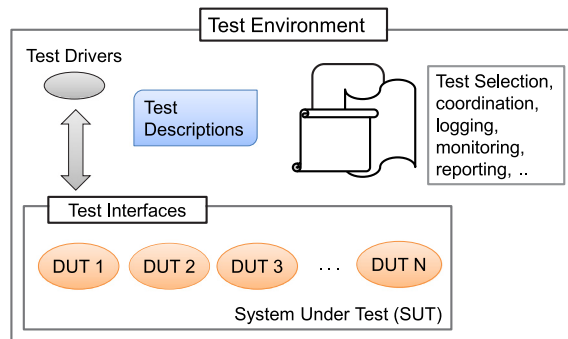 Test Environment
Test Drivers
Test
Descriptions
Test Selection,
coordination,
logging,
monitoring,
reporting, ..
Test Interfaces
DUT 1
DUT 2
DUT 3
...
DUT N
System Under Test (SUT)